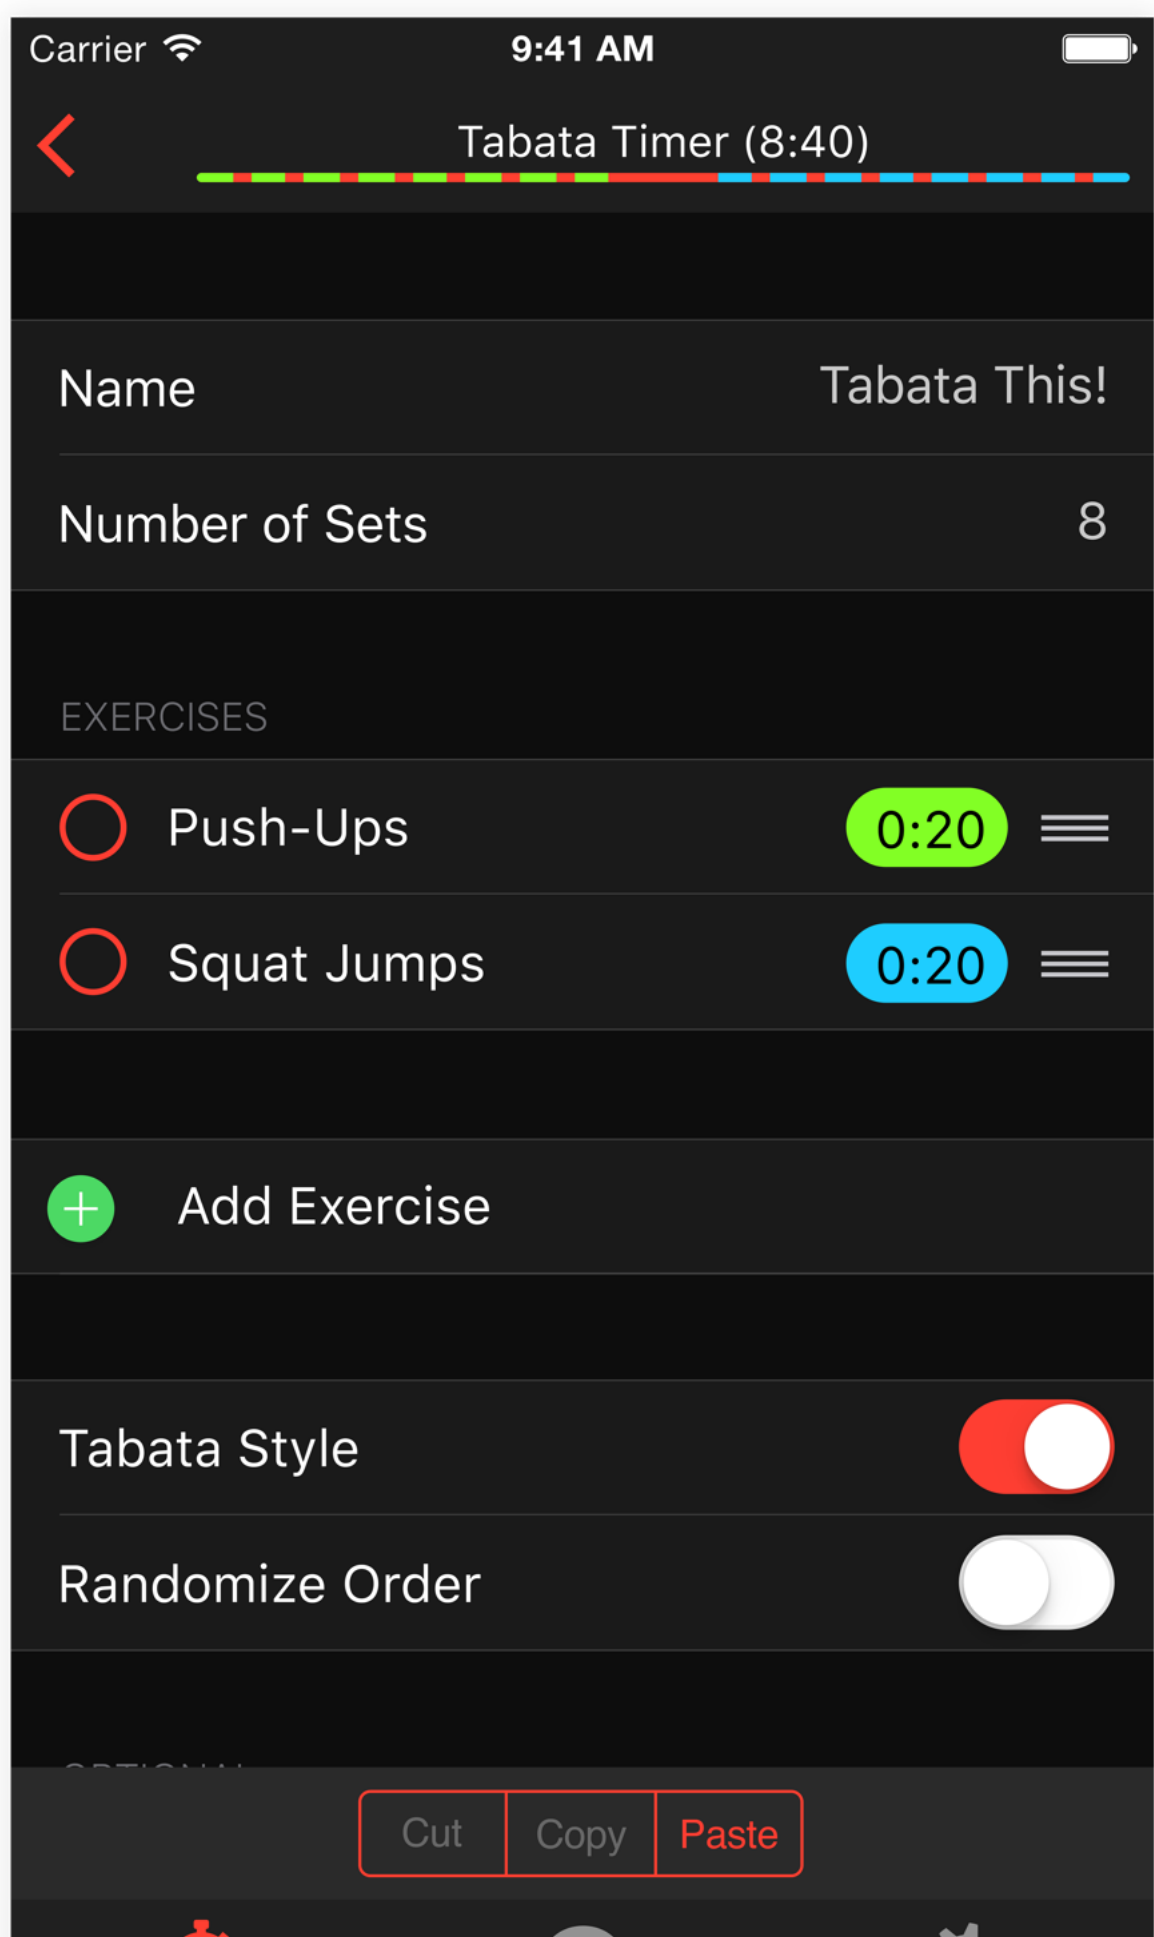 Carrier 9:41 AM
Tabata Timer (8:40)
Name Tabata This!
Number of Sets 8
EXERCISES
Push-Ups 0:20
Squat Jumps 0:20
Add Exercise
Tabata Style
Randomize Order
OPTIONAL
Cut Copy Paste